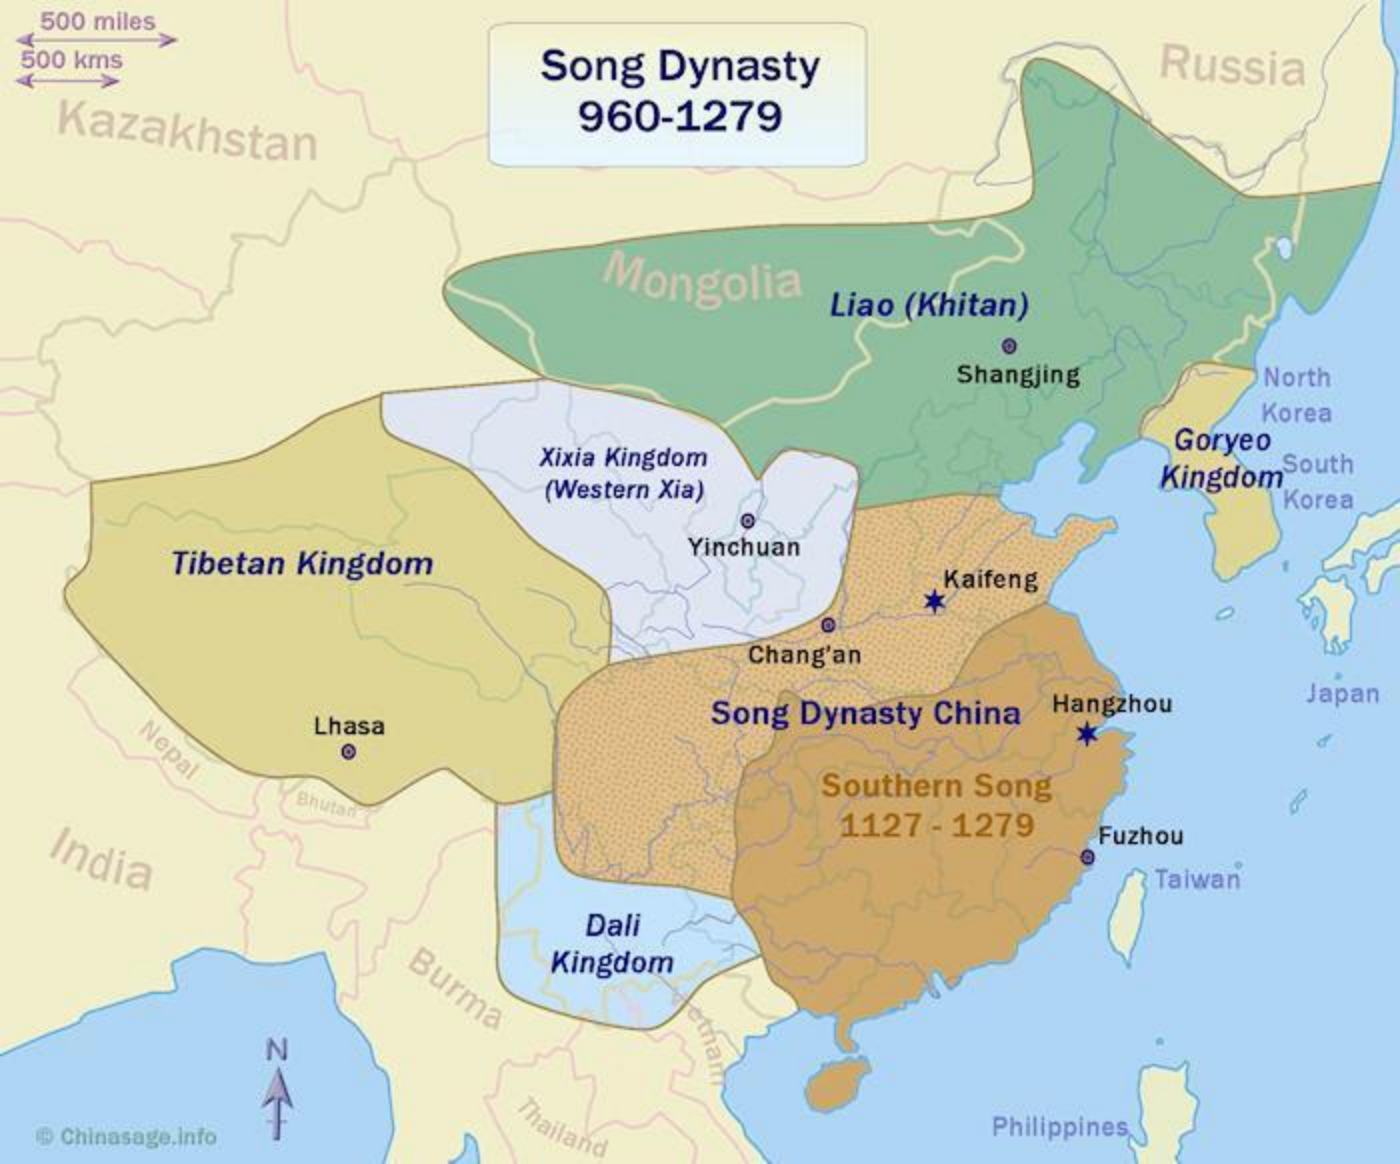 500 miles
500 kms
Song Dynasty
960-1279
Russia
Kazakhstan
Mongolia
Liao (Khitan)
Shangjing
North
Korea
Goryeo
Kingdom
South
Korea
Xixia Kingdom
(Western Xia)
Yinchuan
Tibetan Kingdom
Kaifeng
Chang'an
Lhasa
Song Dynasty China
Hangzhou
Japan
Nepal
Bhutan
Southern Song
1127 - 1279
Fuzhou
Taiwan
India
Dali
Kingdom
Burma
Vietnam
N
Thailand
Philippines
© Chinasage.info